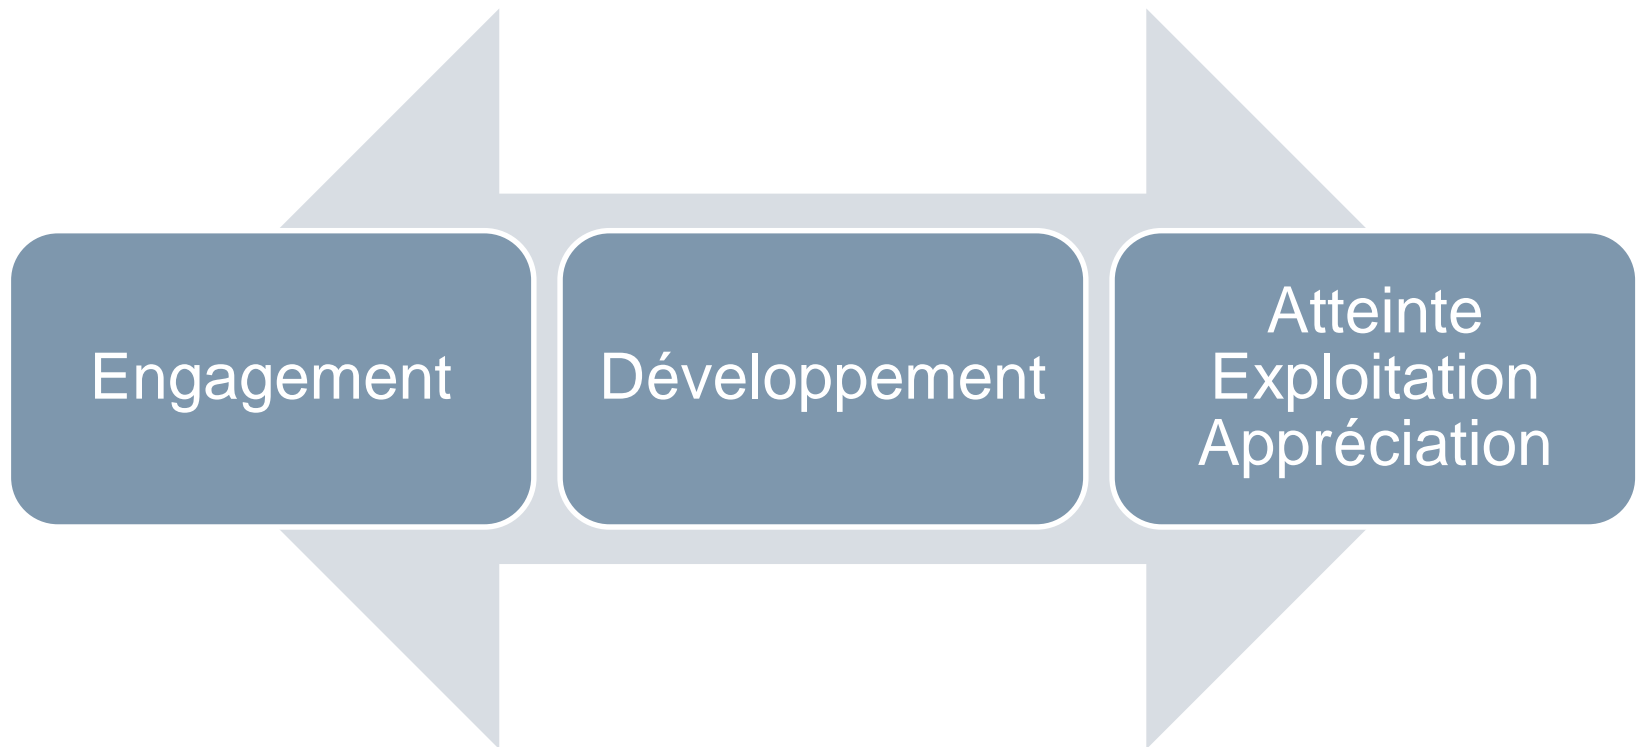 Engagement
Développement
Atteinte
Exploitation
Appréciation